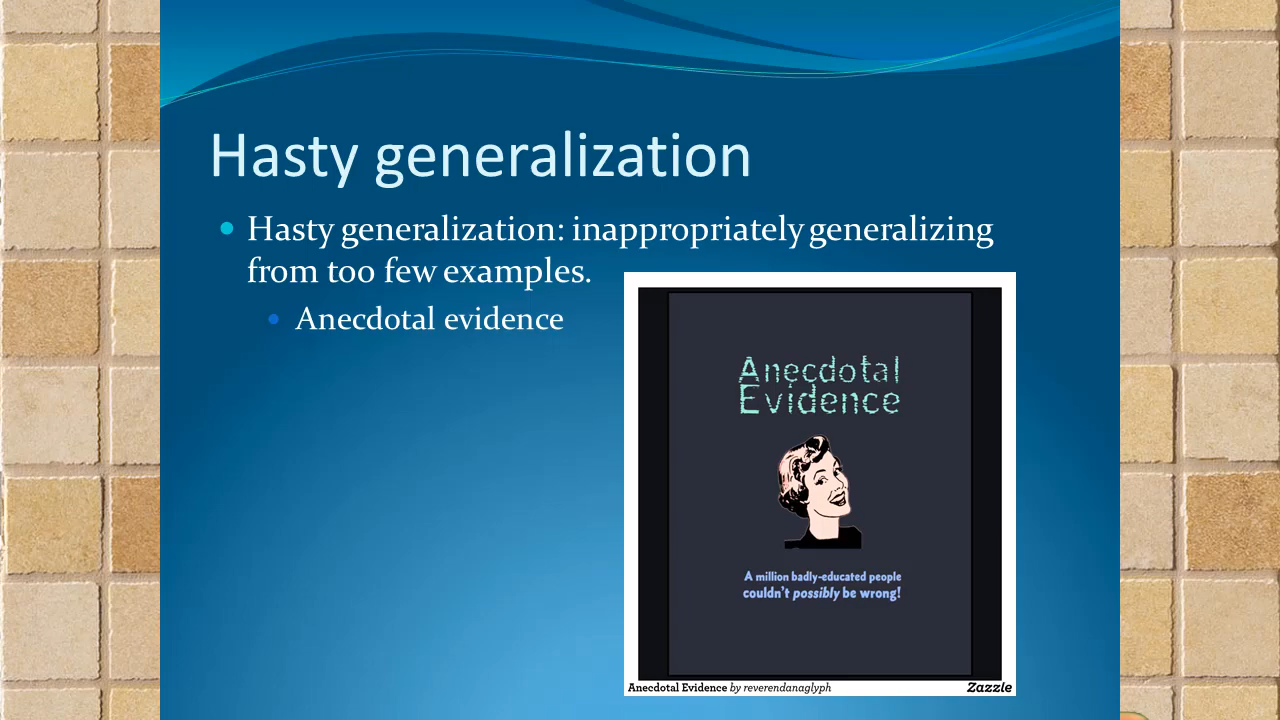 Hasty generalization
Hasty generalization: inappropriately generalizing
from too few examples.
Anecdotal evidence
Anecdotal
Evidence
A million badly-educated people
couldn't possibly be wrong!
Anecdotal Evidence by reverendanaglyph
Zazzle